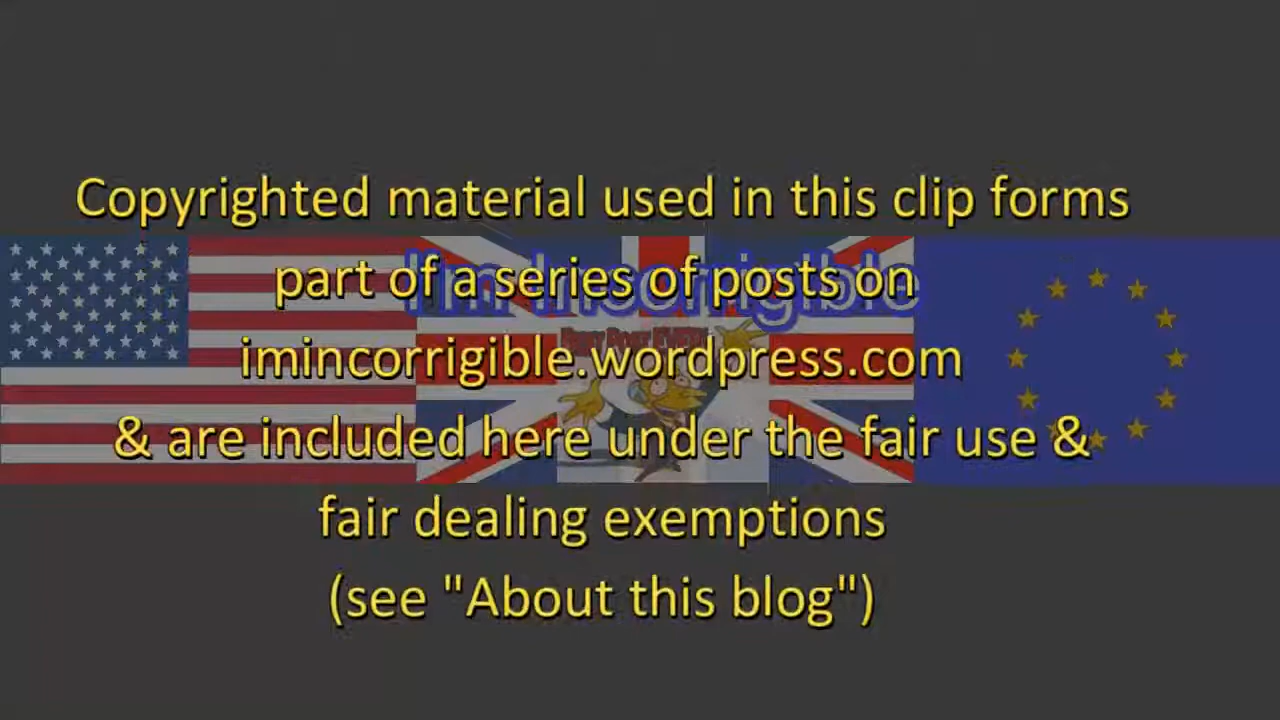 Copyrighted material used in this clip forms
part of a series of posts on
I'm Incorrigible
imincorrigible.wordpress.com
& are included here under the fair use &
fair dealing exemptions
(see "About this blog")